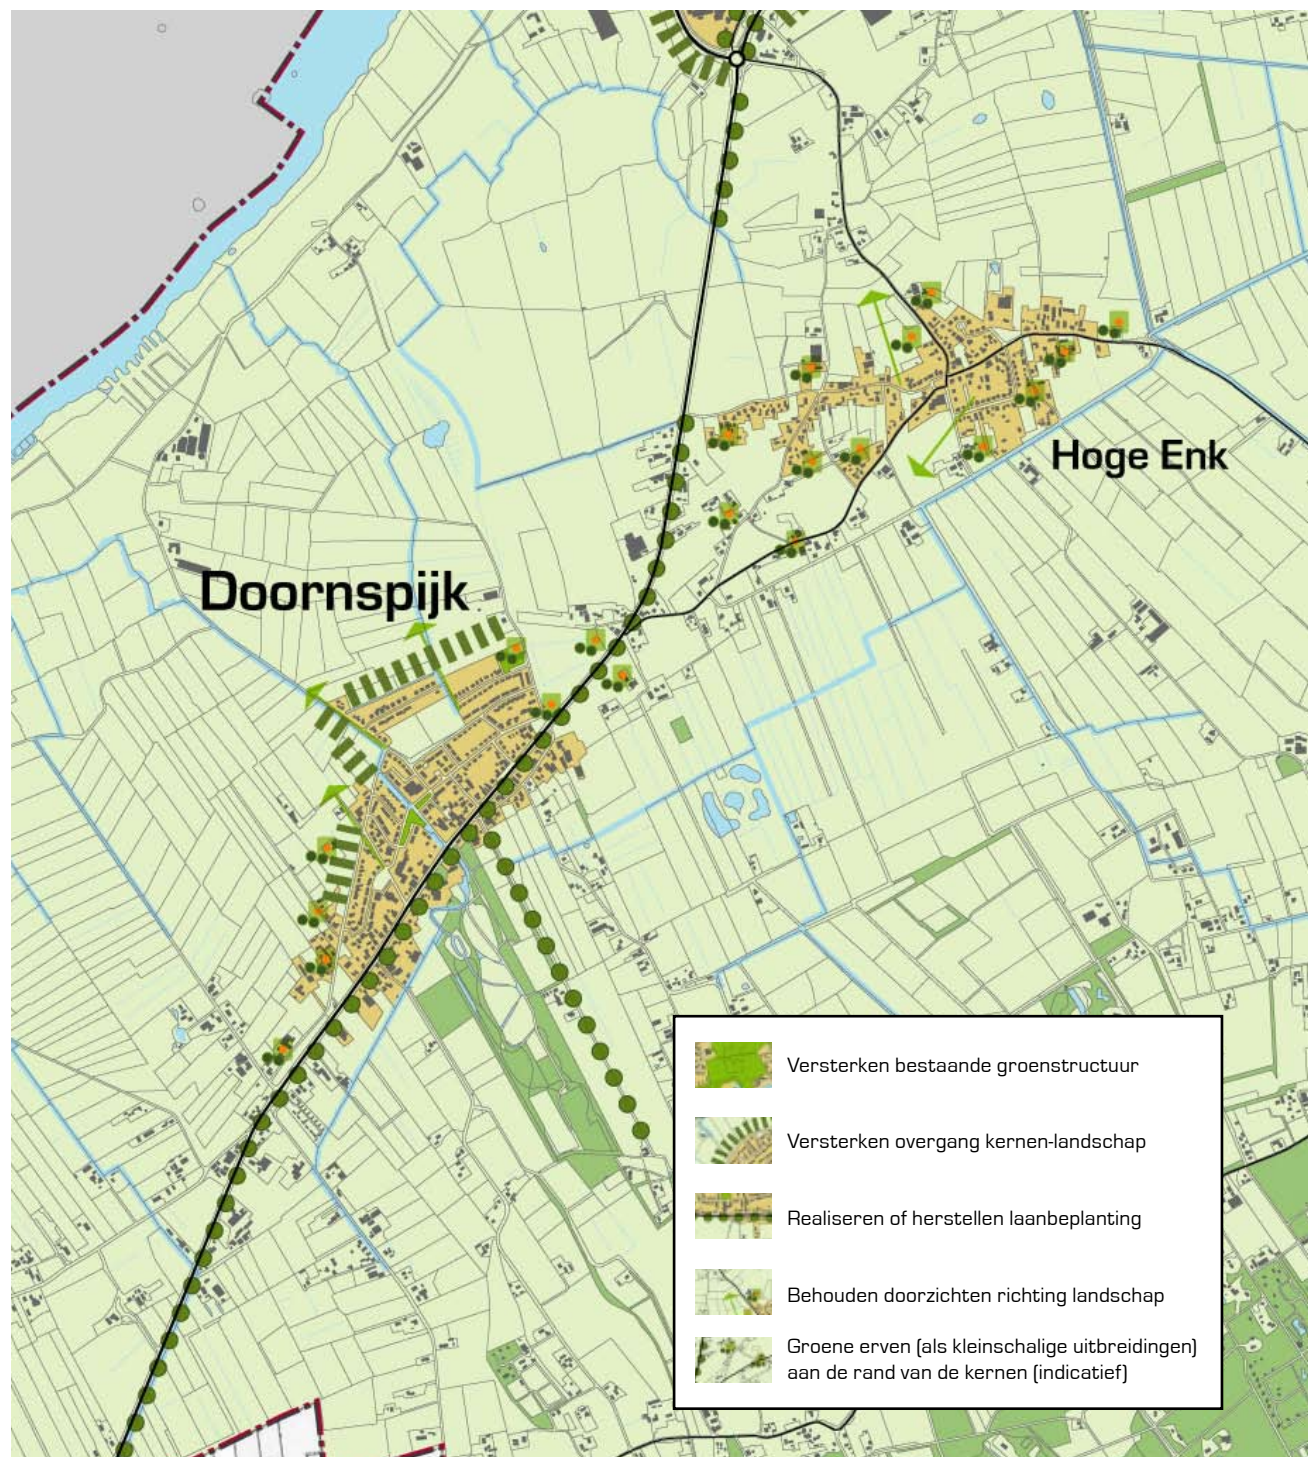 Hoge Enk
Doornspijk
Versterken bestaande groenstructuur
Versterken overgang kernen-landschap
Realiseren of herstellen laanbeplanting
Behouden doorzichten richting landschap
Groene erven (als kleinschalige uitbreidingen)
aan de rand van de kernen (indicatief)